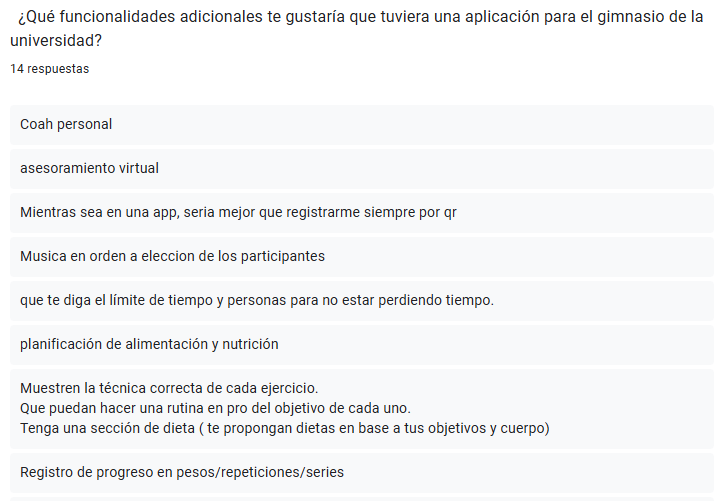 ¿Qué funcionalidades adicionales te gustaría que tuviera una aplicación para el gimnasio de la
universidad?
14 respuestas
Coah personal
asesoramiento virtual
Mientras sea en una app, seria mejor que registrarme siempre por qr
Musica en orden a eleccion de los participantes
que te diga el límite de tiempo y personas para no estar perdiendo tiempo.
planificación de alimentación y nutrición
Muestren la técnica correcta de cada ejercicio.
Que puedan hacer una rutina en pro del objetivo de cada uno.
Tenga una sección de dieta ( te propongan dietas en base a tus objetivos y cuerpo)
Registro de progreso en pesos/repeticiones/series